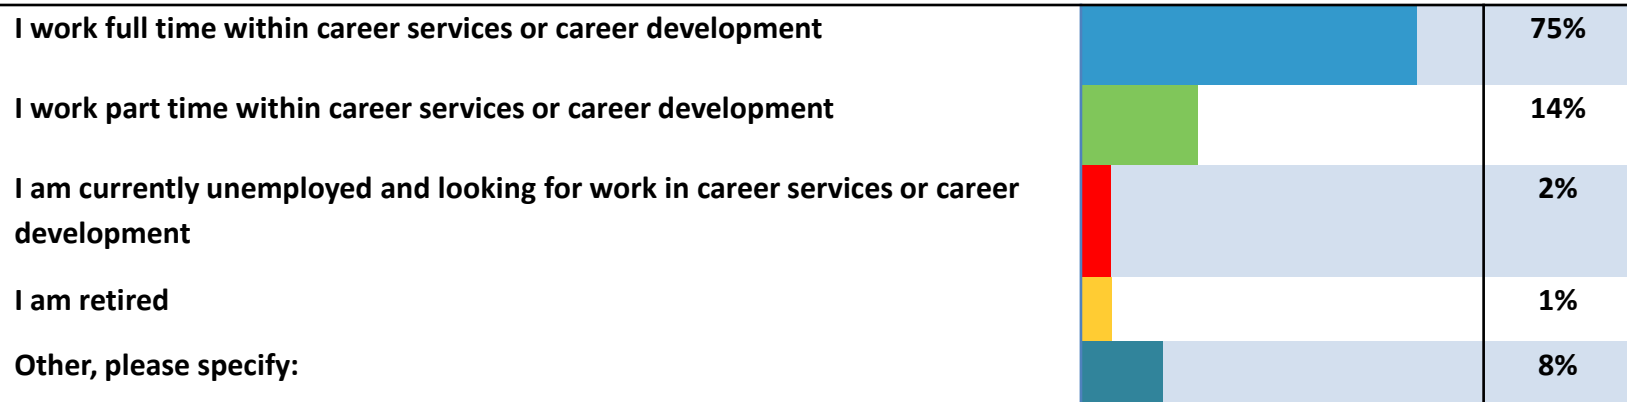 I work full time within career services or career development 75%
I work part time within career services or career development 14%
I am currently unemployed and looking for work in career services or career 2%
development
I am retired 1%
Other, please specify: 8%